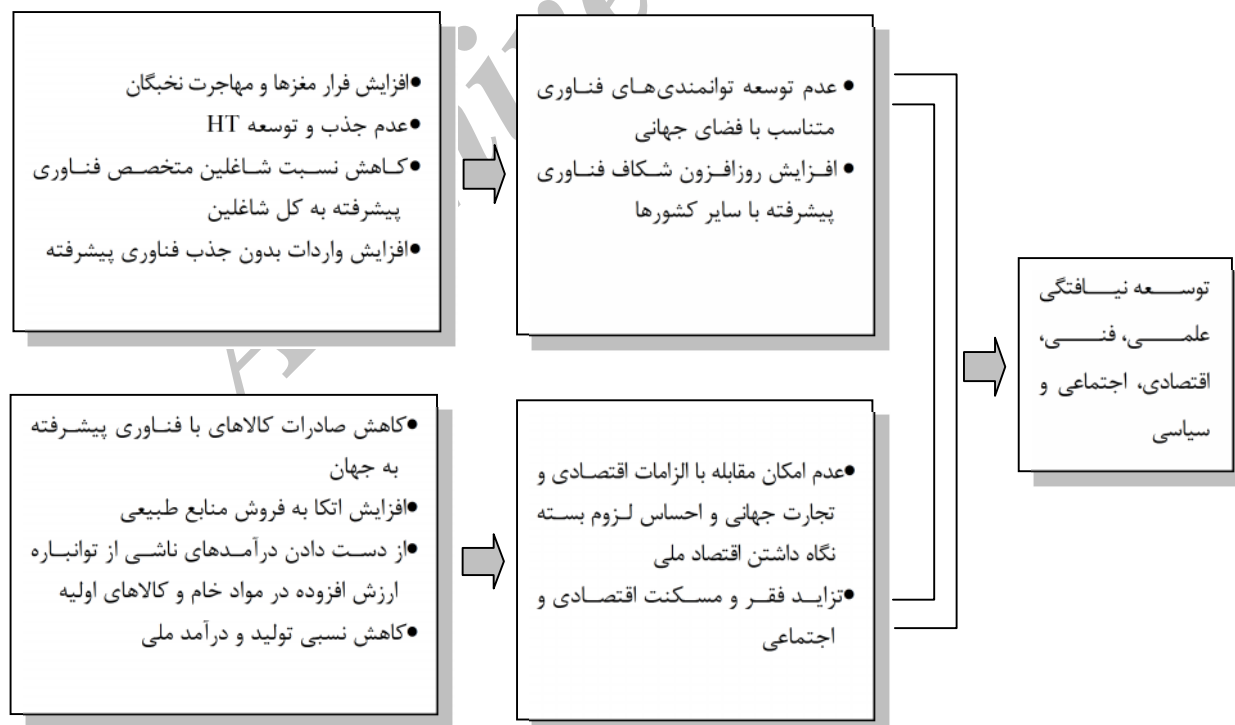 ●افزایش فرار مغزها و مهاجرت نخبگان
●عدم جذب و توسعه HT
●کاهش نسبت شاغلین متخصص فناوری
پیشرفته به کل شاغلین
●افزایش واردات بدون جذب فناوری پیشرفته
● عدم توسعه توانمندی‌های فناوری
متناسب با فضای جهانی
● افزایش روزافزون شکاف فناوری
پیشرفته با سایر کشورها
●کاهش صادرات کالاهای با فناوری پیشرفته
به جهان
●افزایش اتکا به فروش منابع طبیعی
●از دست دادن درآمدهای ناشی از توانباره
ارزش افزوده در مواد خام و کالاهای اولیه
●کاهش نسبی تولید و درآمد ملی
●عدم امکان مقابله با الزامات اقتصادی و
تجارت جهانی و احساس لزوم بسته
نگاه داشتن اقتصاد ملی
●تزاید فقر و مسکنت اقتصادی و
اجتماعی
توسعه نیافتگی
علمی، فنی،
اقتصادی، اجتماعی و
سیاسی